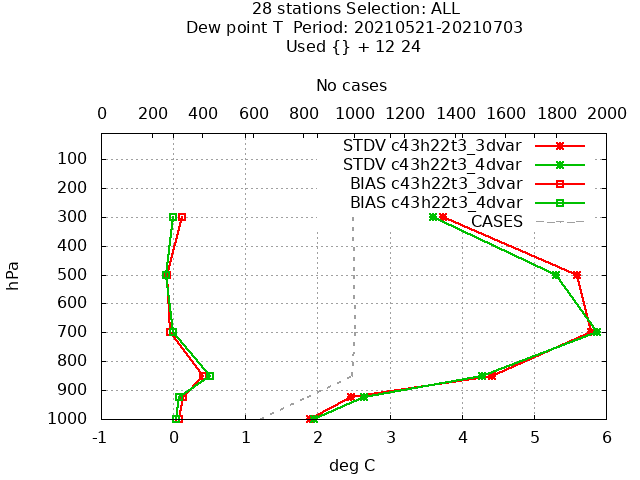 28 stations Selection: ALL
Dew point T  Period: 20210521-20210703
Used {} + 12 24
No cases
0 200 400 600 800 1000 1200 1400 1600 1800 2000
STDV c43h22t3_3dvar
STDV c43h22t3_4dvar
BIAS c43h22t3_3dvar
BIAS c43h22t3_4dvar
CASES
100
200
300
400
500
600
700
800
900
1000
hPa
-1 0 1 2 3 4 5 6
deg C